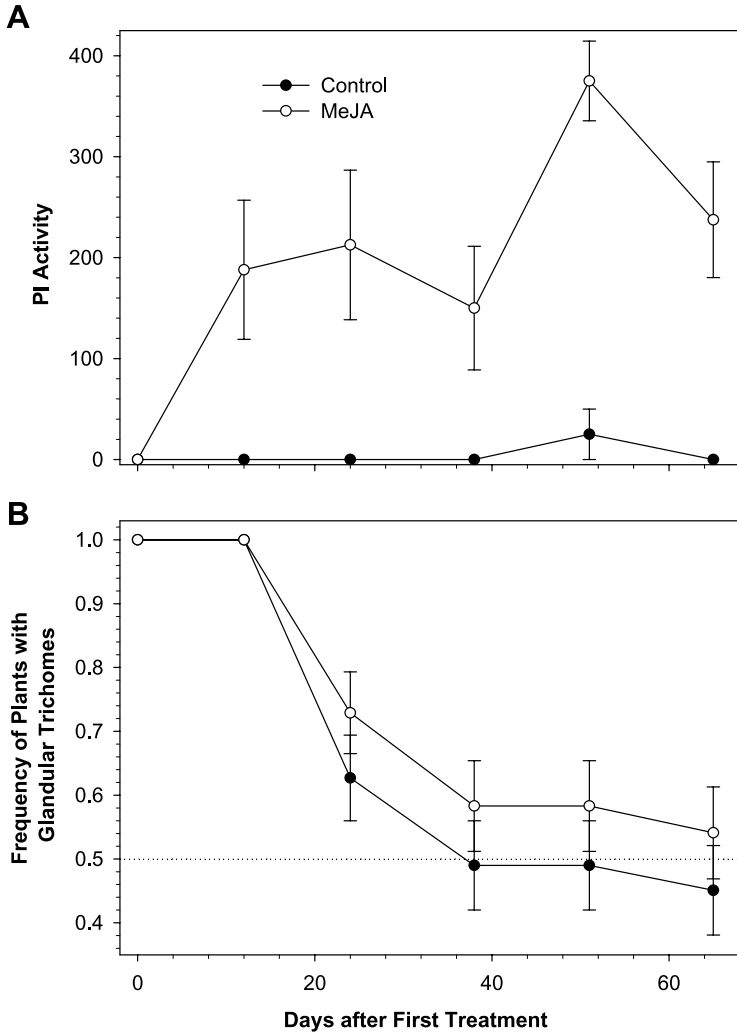 A
400
300
200
100
0
PI Activity
Control
MeJA
B
1.0
0.9
0.8
0.7
0.6
0.5
0.4
Frequency of Plants with
Glandular Trichomes
0 20 40 60
Days after First Treatment